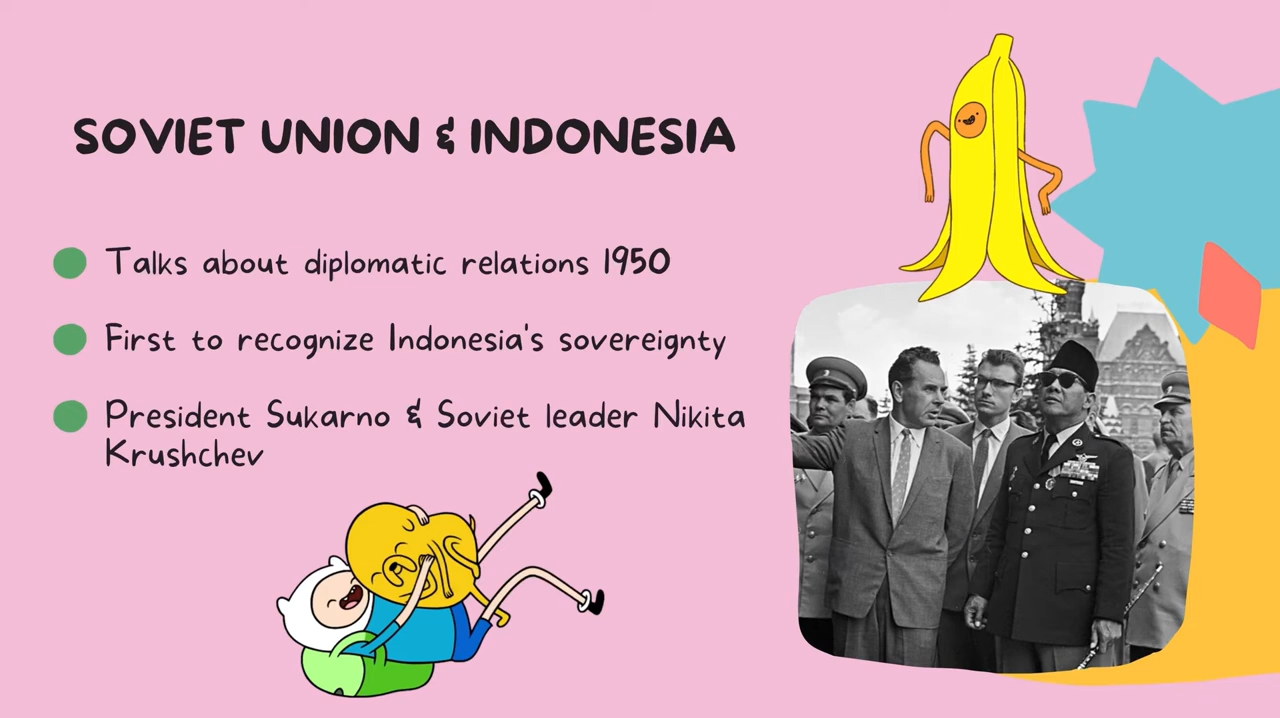 SOVIET UNION & INDONESIA
Talks about diplomatic relations 1950
First to recognize Indonesia's sovereignty
President Sukarno & Soviet leader Nikita
Krushchev